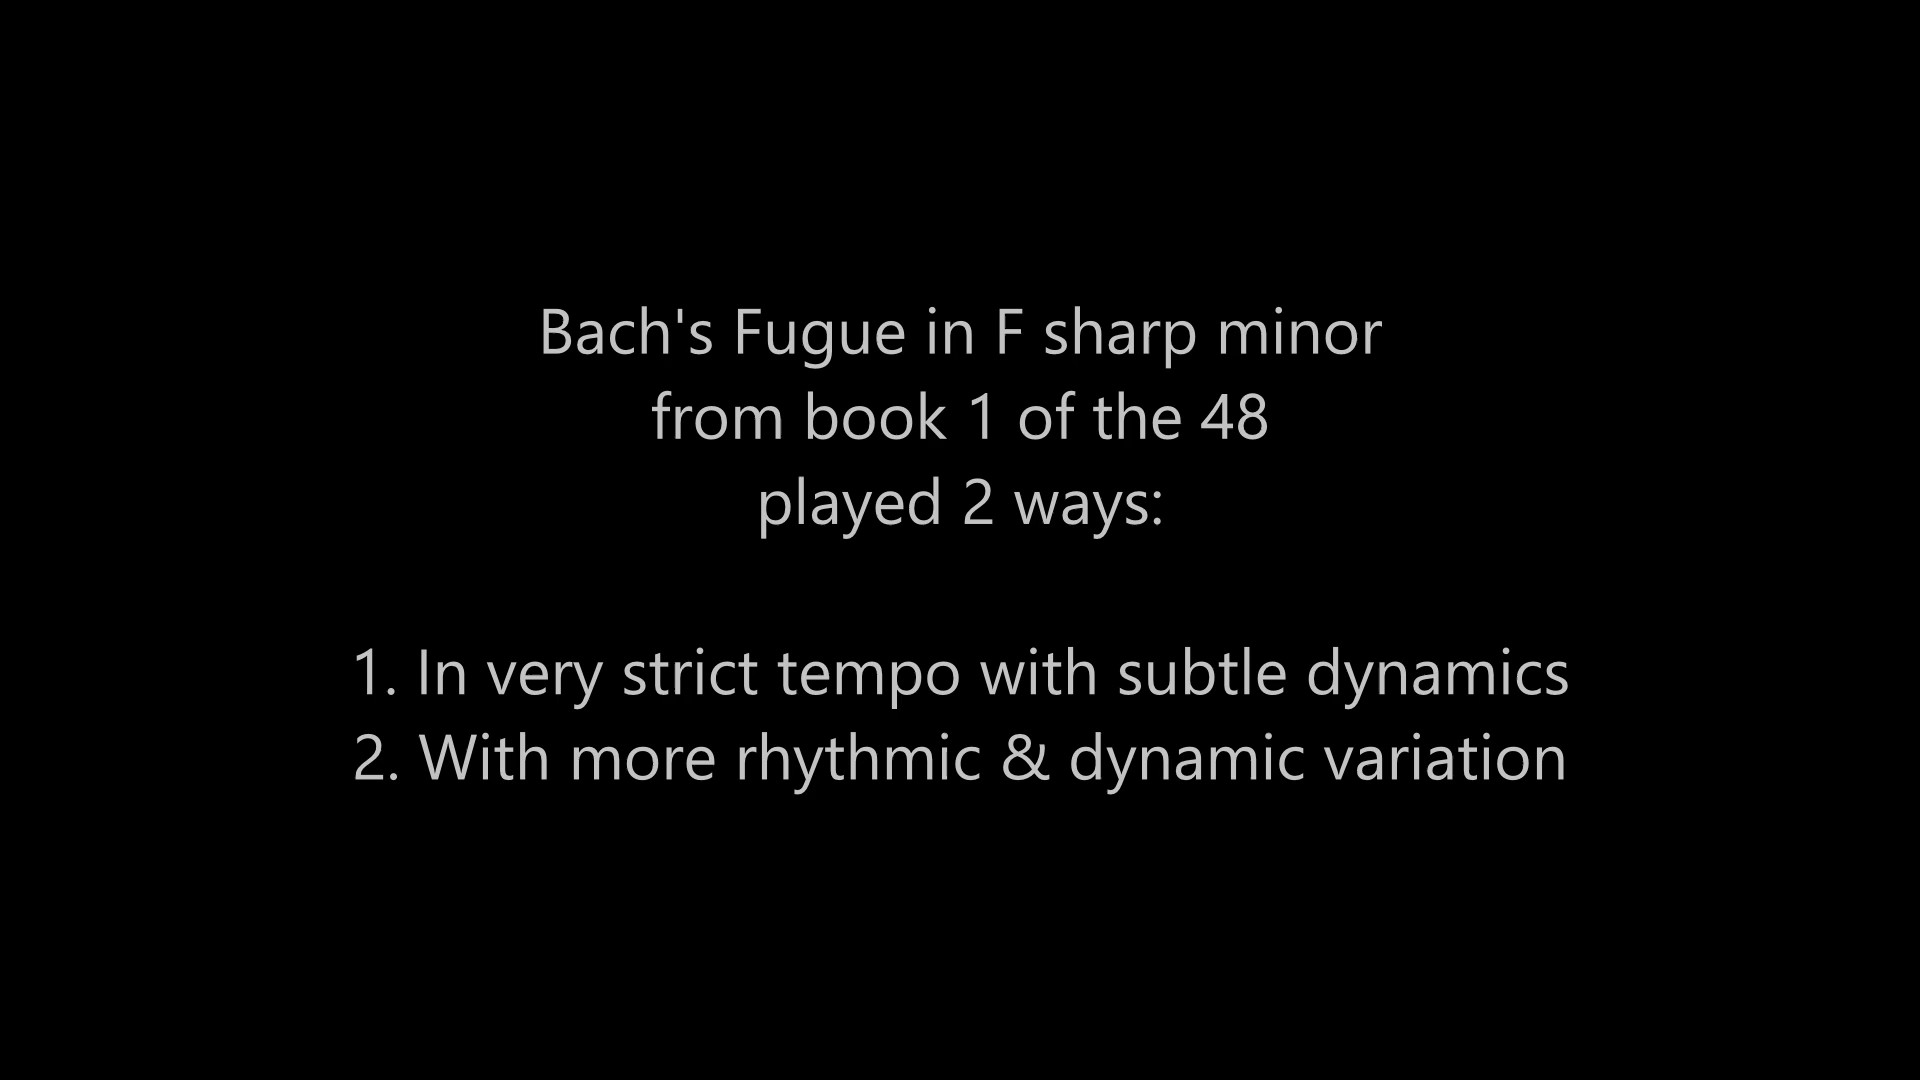 Bach's Fugue in F sharp minor
from book 1 of the 48
played 2 ways:
1. In very strict tempo with subtle dynamics
2. With more rhythmic & dynamic variation